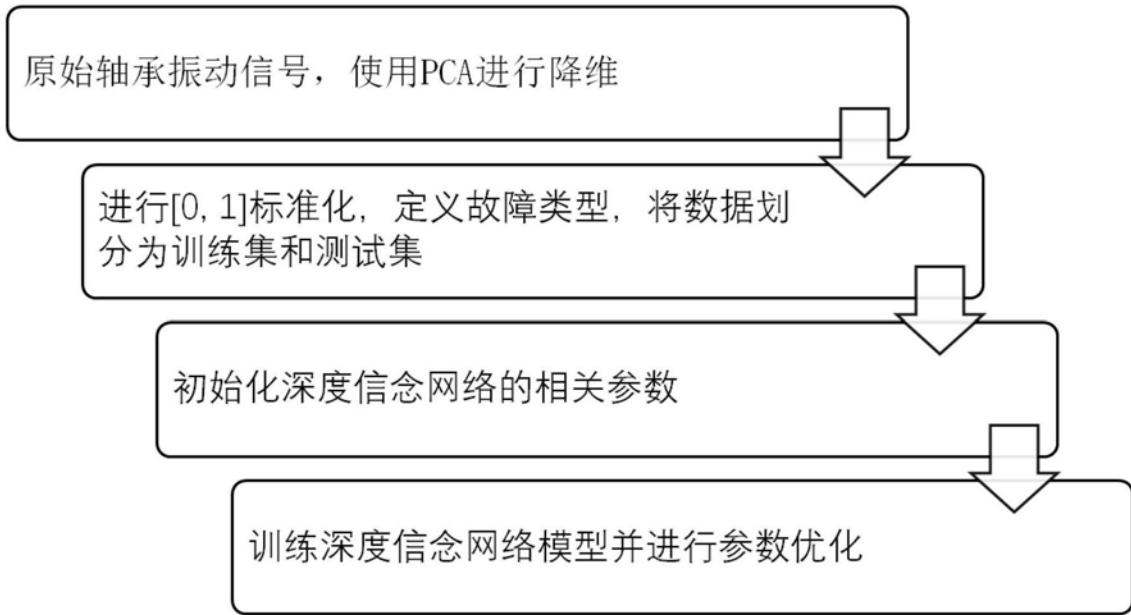 原始轴承振动信号，使用PCA进行降维
进行[0, 1]标准化，定义故障类型，将数据划
分为训练集和测试集
初始化深度信念网络的相关参数
训练深度信念网络模型并进行参数优化